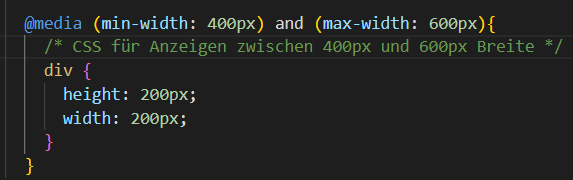 @media (min-width: 400px) and (max-width: 600px){
/* CSS für Anzeigen zwischen 400px und 600px Breite */
div {
height: 200px;
width: 200px;
}
}